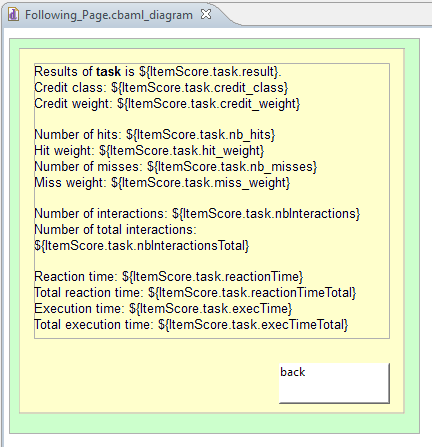 Following_Page.cbaml_diagram
Results of task is ${ItemScore.task.result}.
Credit class: ${ItemScore.task.credit_class}
Credit weight: ${ItemScore.task.credit_weight}
Number of hits: ${ItemScore.task.nb_hits}
Hit weight: ${ItemScore.task.hit_weight}
Number of misses: ${ItemScore.task.nb_misses}
Miss weight: ${ItemScore.task.miss_weight}
Number of interactions: ${ItemScore.task.nbInteractions}
Number of total interactions:
${ItemScore.task.nbInteractionsTotal}
Reaction time: ${ItemScore.task.reactionTime}
Total reaction time: ${ItemScore.task.reactionTimeTotal}
Execution time: ${ItemScore.task.execTime}
Total execution time: ${ItemScore.task.execTimeTotal}
back